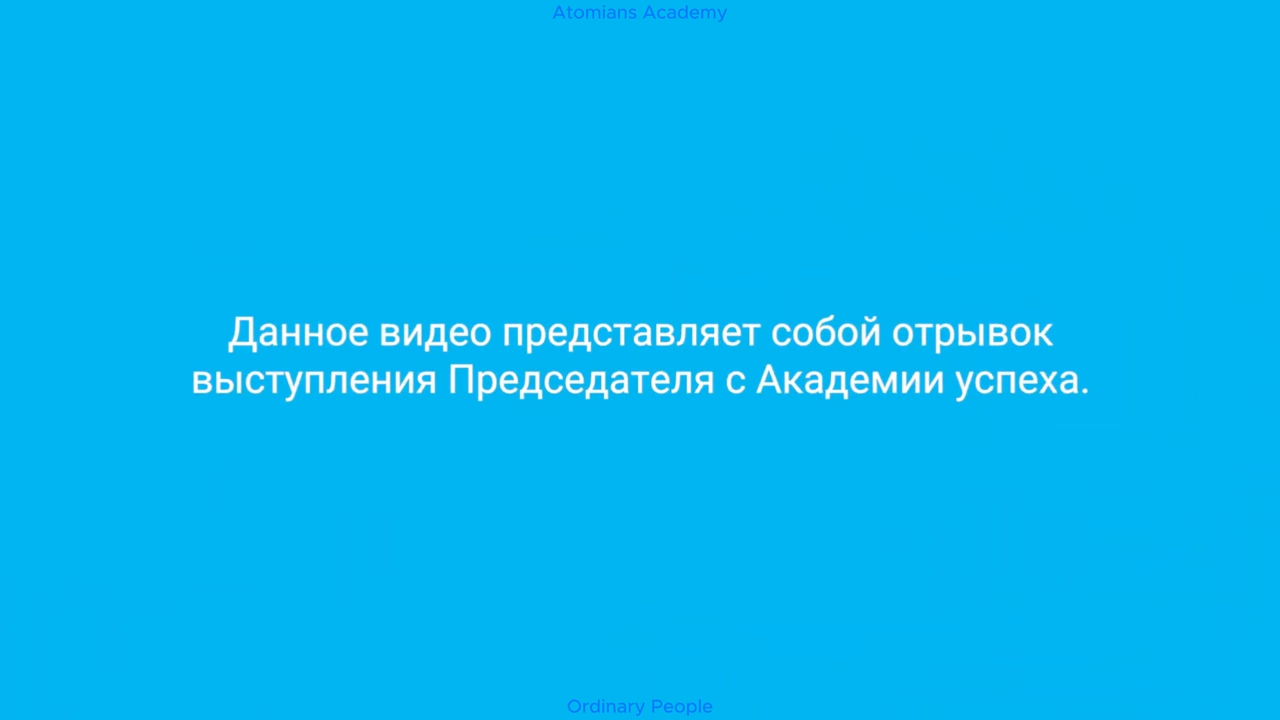 Atomians Academy
Данное видео представляет собой отрывок
выступления Председателя с Академии успеха.
Ordinary People